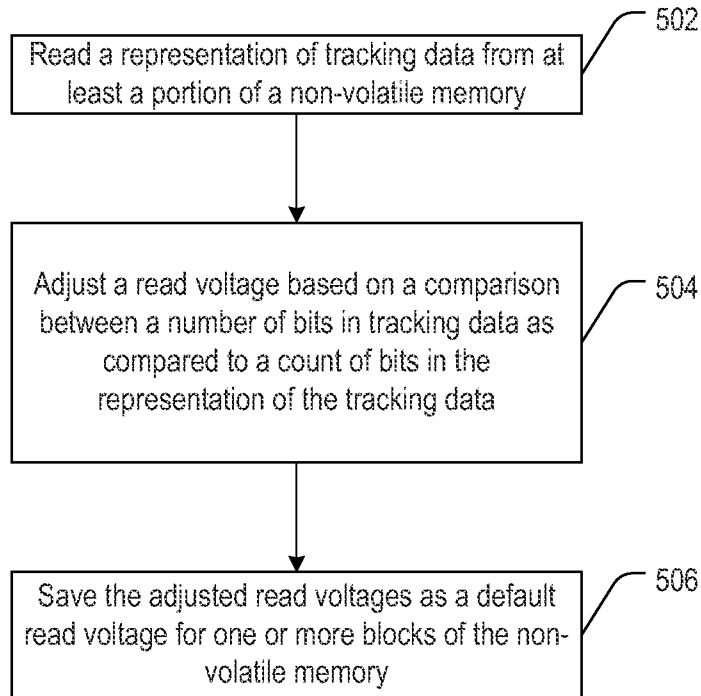 502
Read a representation of tracking data from at
least a portion of a non-volatile memory
504
Adjust a read voltage based on a comparison
between a number of bits in tracking data as
compared to a count of bits in the
representation of the tracking data
506
Save the adjusted read voltages as a default
read voltage for one or more blocks of the non-
volatile memory